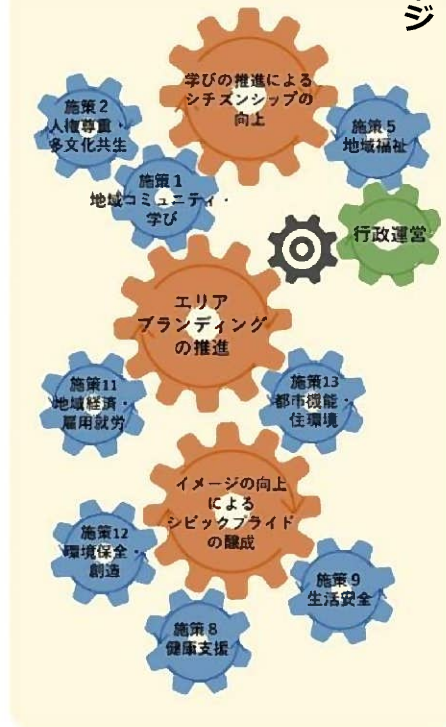 ジ
学びの推進による
シチズンシップの
向上
施策2
人権尊重・
多文化共生
施策5
地域福祉
施策1
地域コミュニティ・
学び
行政運営
エリア
ブランディング
の推進
施策11
地域経済・
雇用就労
施策13
都市機能・
住環境
イメージの向上
による
シビックプライド
の醸成
施策12
環境保全・
創造
施策9
生活安全
施策8
健康支援